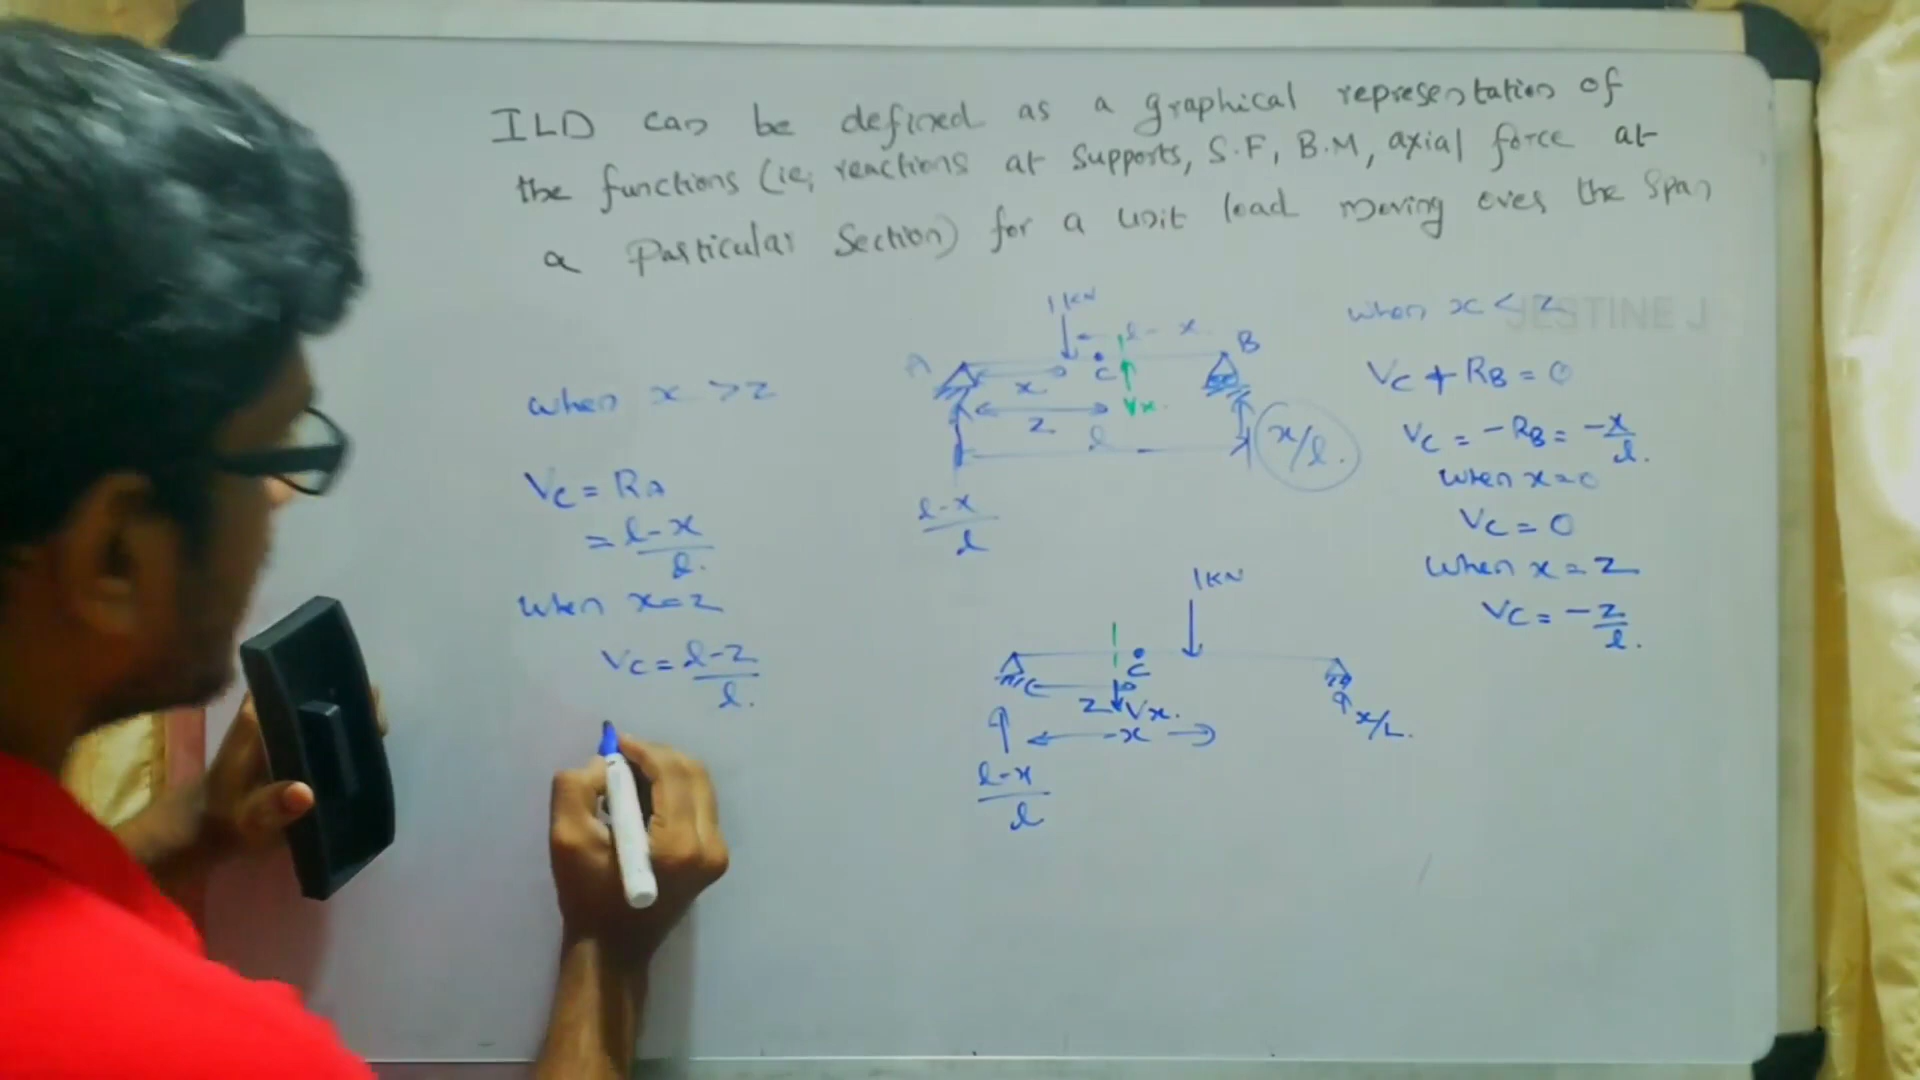 ILD can be defined as a graphical representation of
the functions (ie; reactions at supports, S.F, B.M, axial force at
a Particular Section) for a unit load moving over the span
when x > z
Vc = RA
= l-x/l.
when x=z
Vc = l-z/l.
1KN
l - x
A
B
x
C
Vx.
z
l
x/l.
l-x/l
1KN
C
z
Vx.
x
x/L.
l-x/l
when x < z
JESTINE J
Vc + RB = 0
Vc = -RB = -x/l.
when x=0
Vc = 0
when x = z
Vc = -z/l.